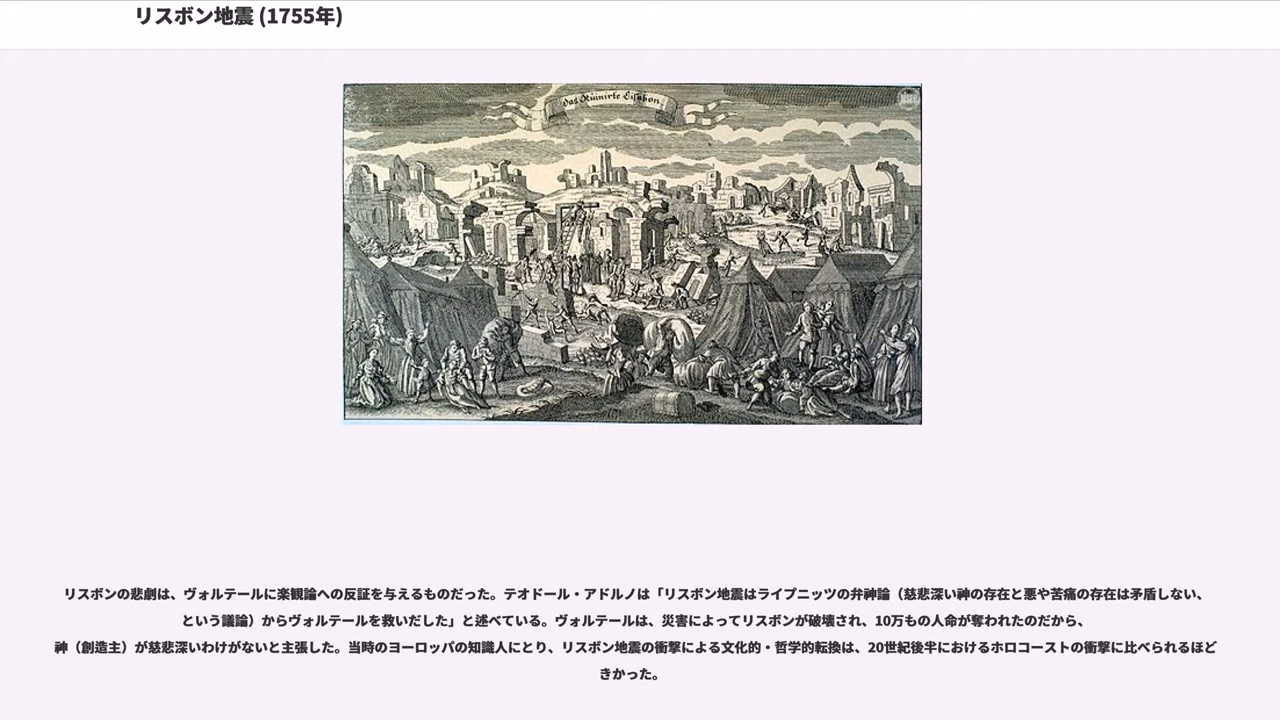 リスボン地震 (1755年)
das Ruinirte Lissabon
リスボンの悲劇は、ヴォルテールに楽観論への反証を与えるものだった。テオドール・アドルノは「リスボン地震はライプニッツの弁神論（慈悲深い神の存在と悪や苦痛の存在は矛盾しない、
という議論）からヴォルテールを救いだした」と述べている。ヴォルテールは、災害によってリスボンが破壊され、10万もの人命が奪われたのだから、
神（創造主）が慈悲深いわけがないと主張した。当時のヨーロッパの知識人にとり、リスボン地震の衝撃による文化的・哲学的転換は、20世紀後半におけるホロコーストの衝撃に比べられるほど
きかった。